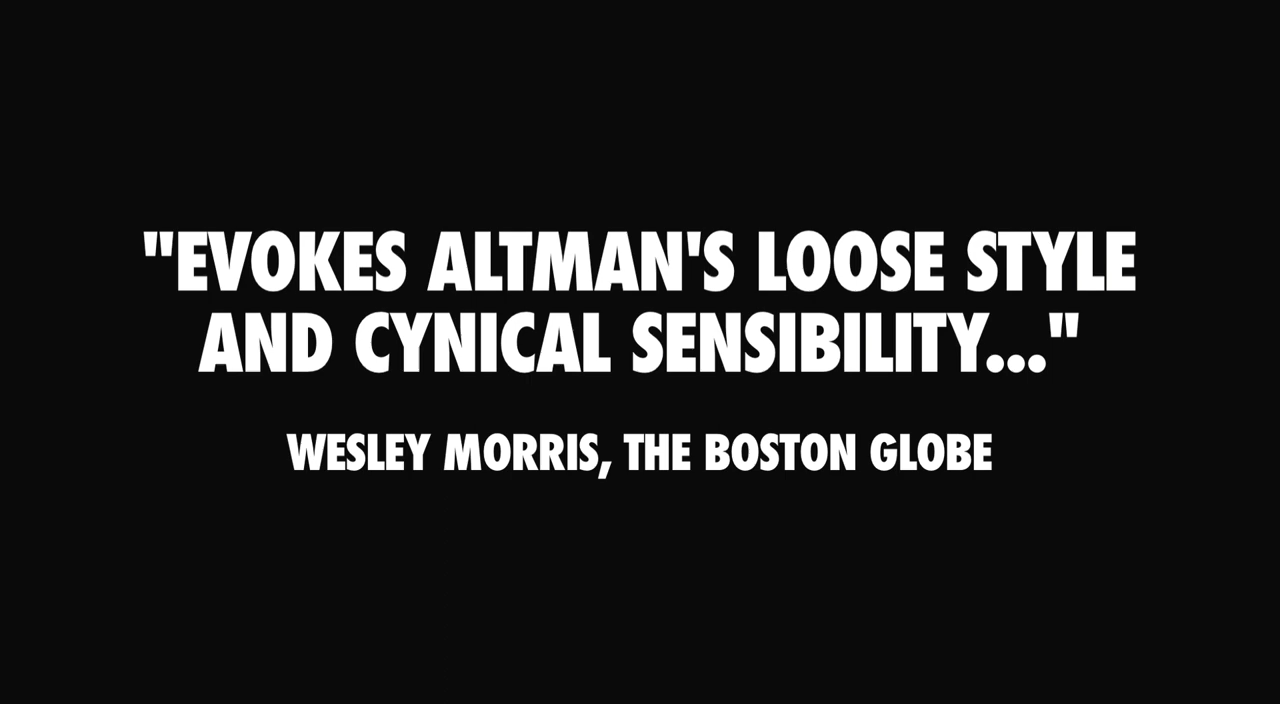 "EVOKES ALTMAN'S LOOSE STYLE
AND CYNICAL SENSIBILITY..."
WESLEY MORRIS, THE BOSTON GLOBE